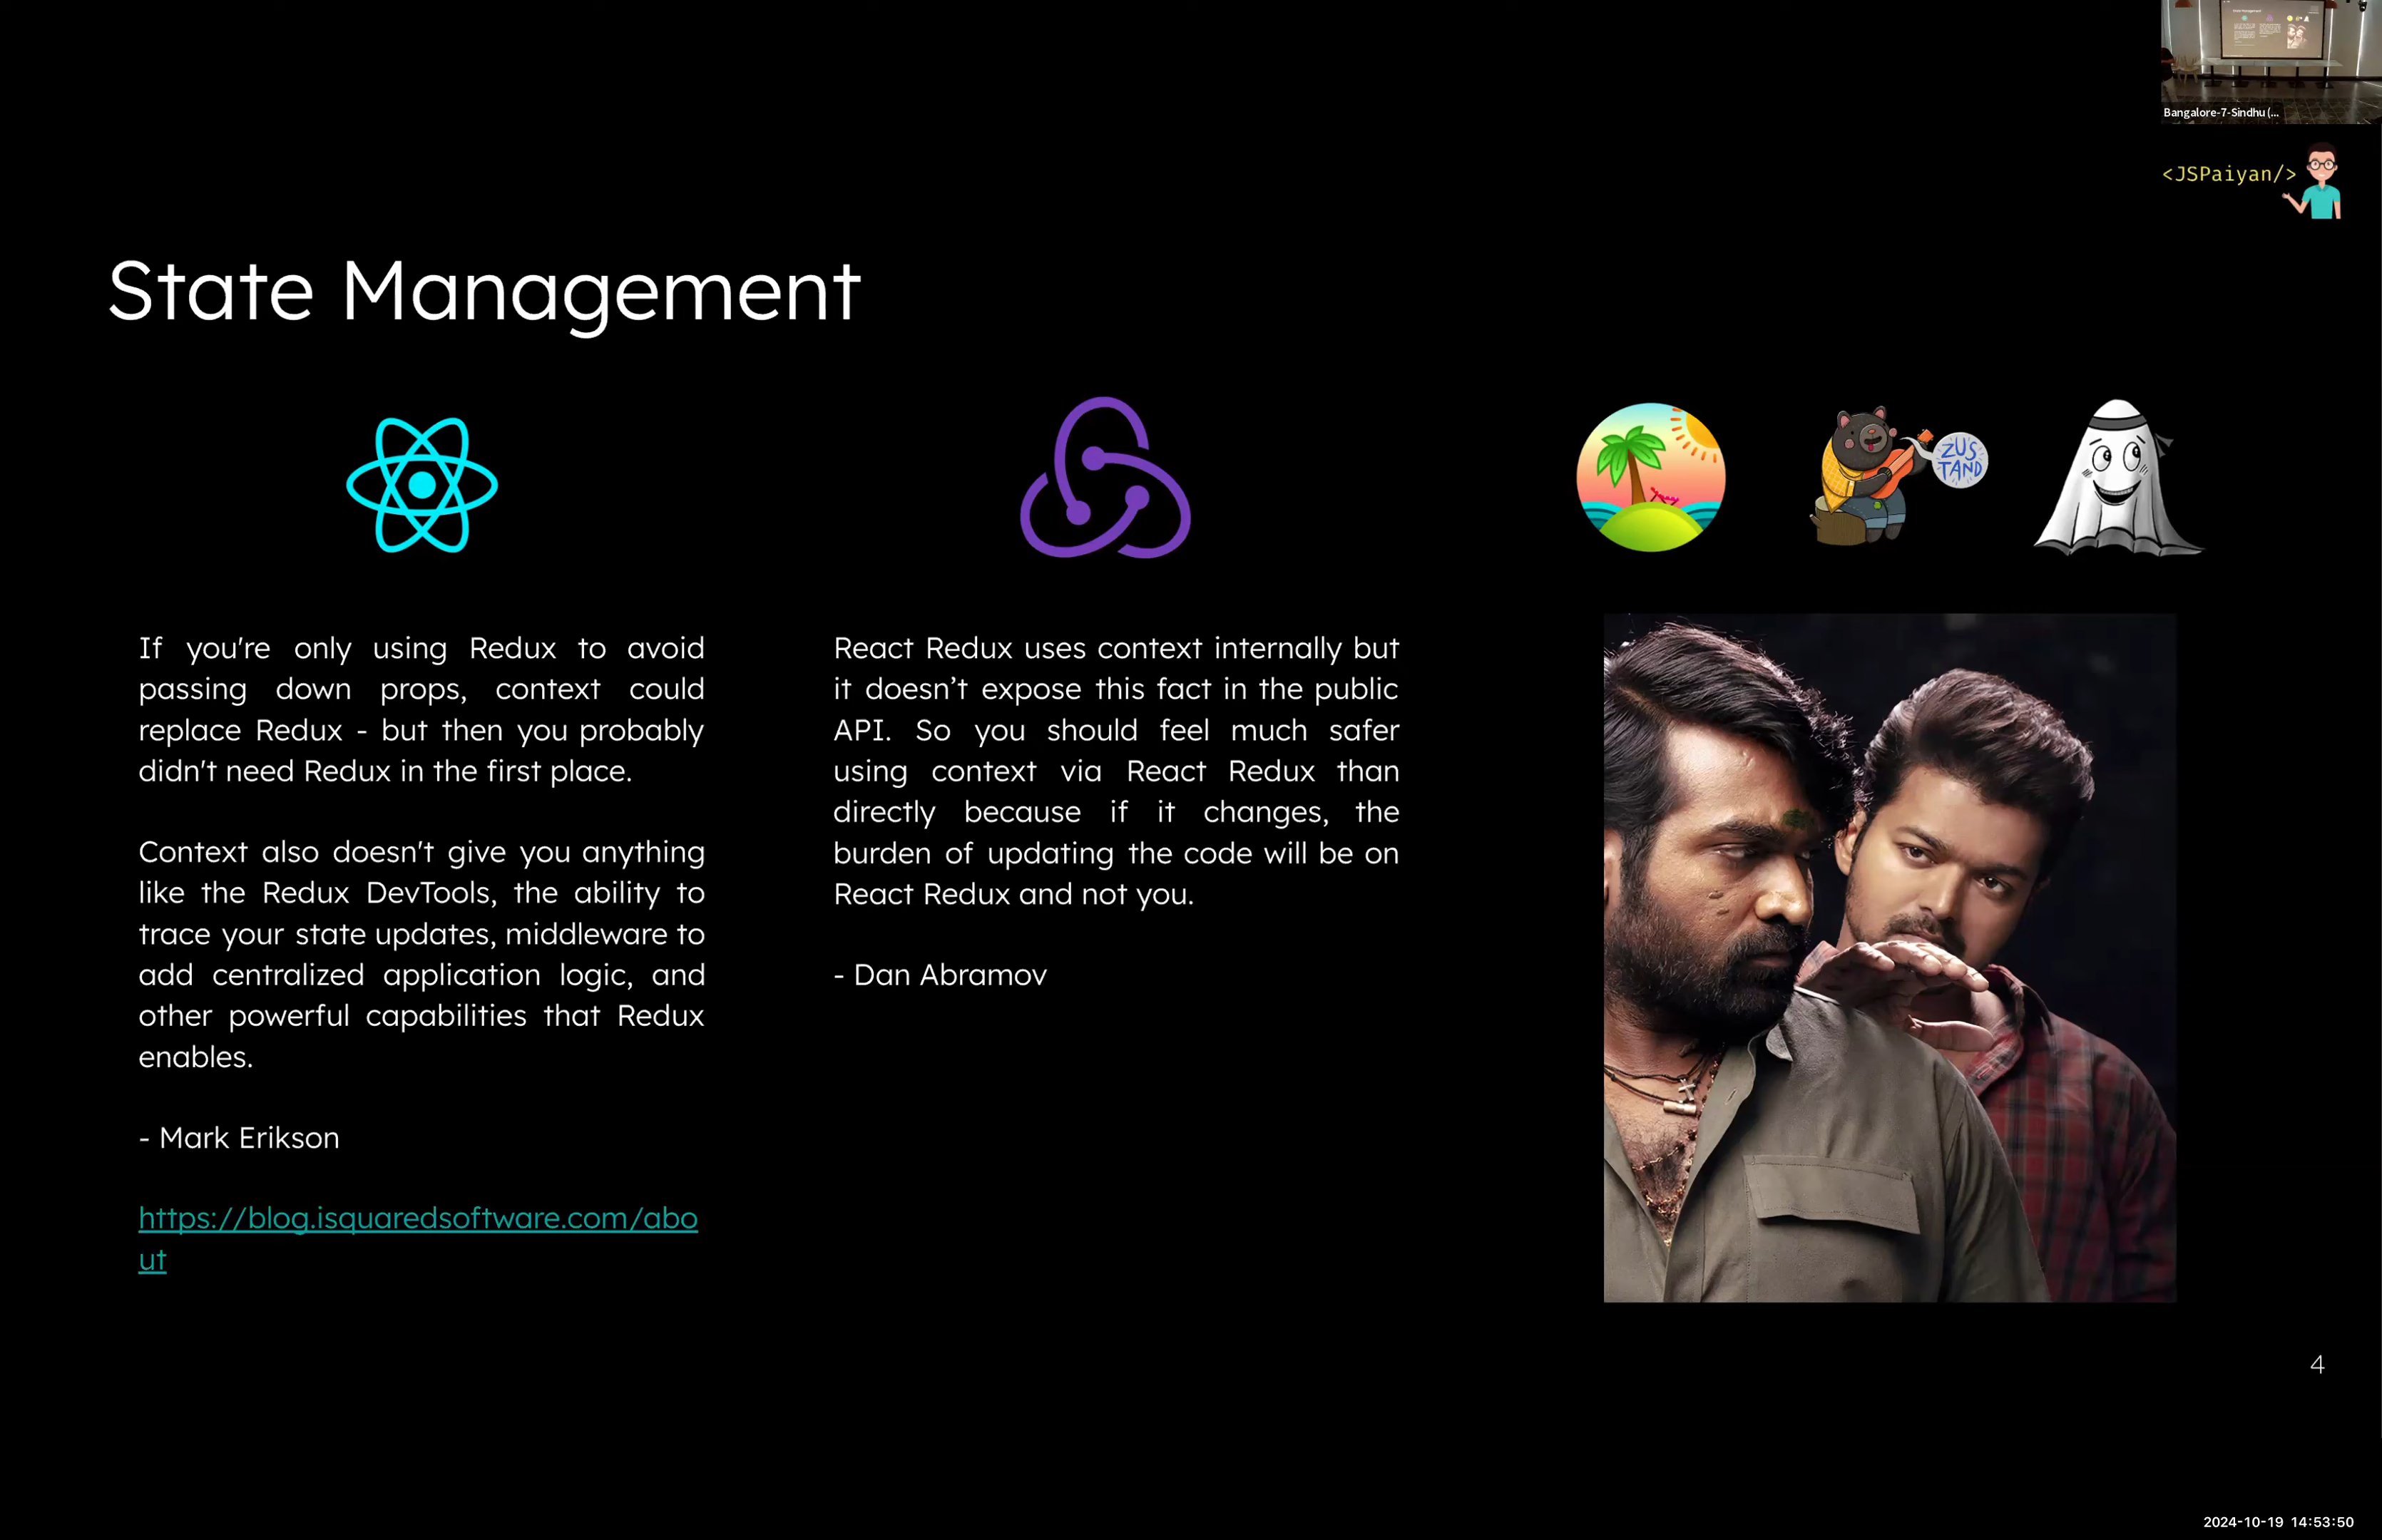 Bangalore-7-Sindhu (...
<JSPaiyan/>
State Management
ZUS
TAND
If you're only using Redux to avoid
passing down props, context could
replace Redux - but then you probably
didn't need Redux in the first place.
Context also doesn't give you anything
like the Redux DevTools, the ability to
trace your state updates, middleware to
add centralized application logic, and
other powerful capabilities that Redux
enables.
- Mark Erikson
https://blog.isquaredsoftware.com/abo
ut
React Redux uses context internally but
it doesn’t expose this fact in the public
API. So you should feel much safer
using context via React Redux than
directly because if it changes, the
burden of updating the code will be on
React Redux and not you.
- Dan Abramov
4
2024-10-19 14:53:50